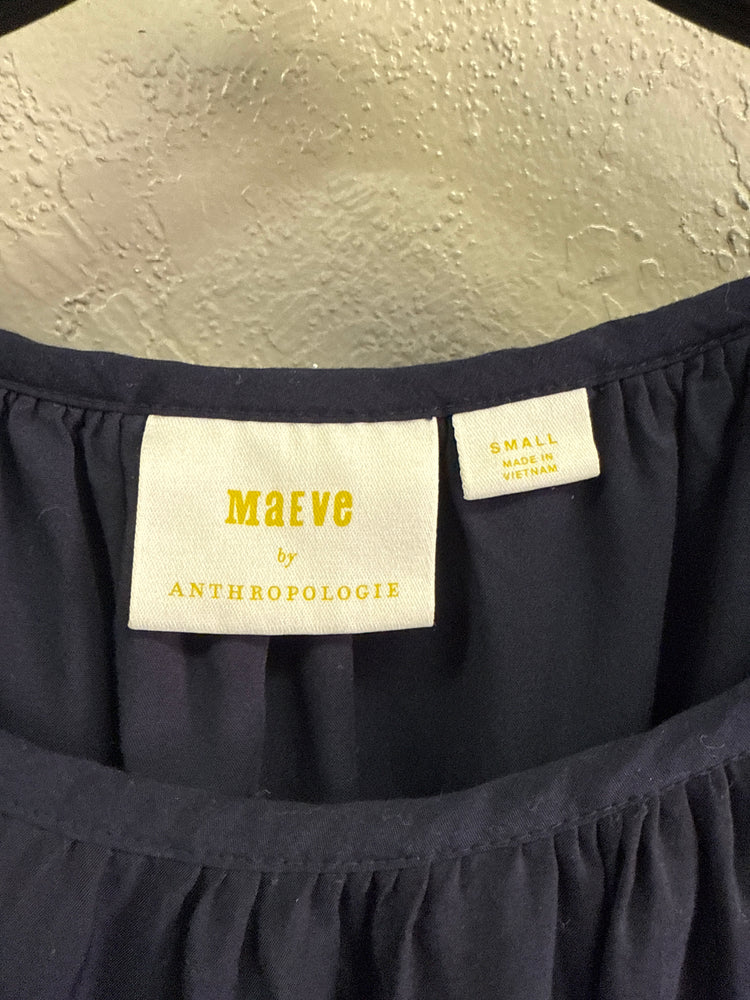 MaEVe
by
ANTHROPOLOGIE
SMALL
MADE IN
VIETNAM